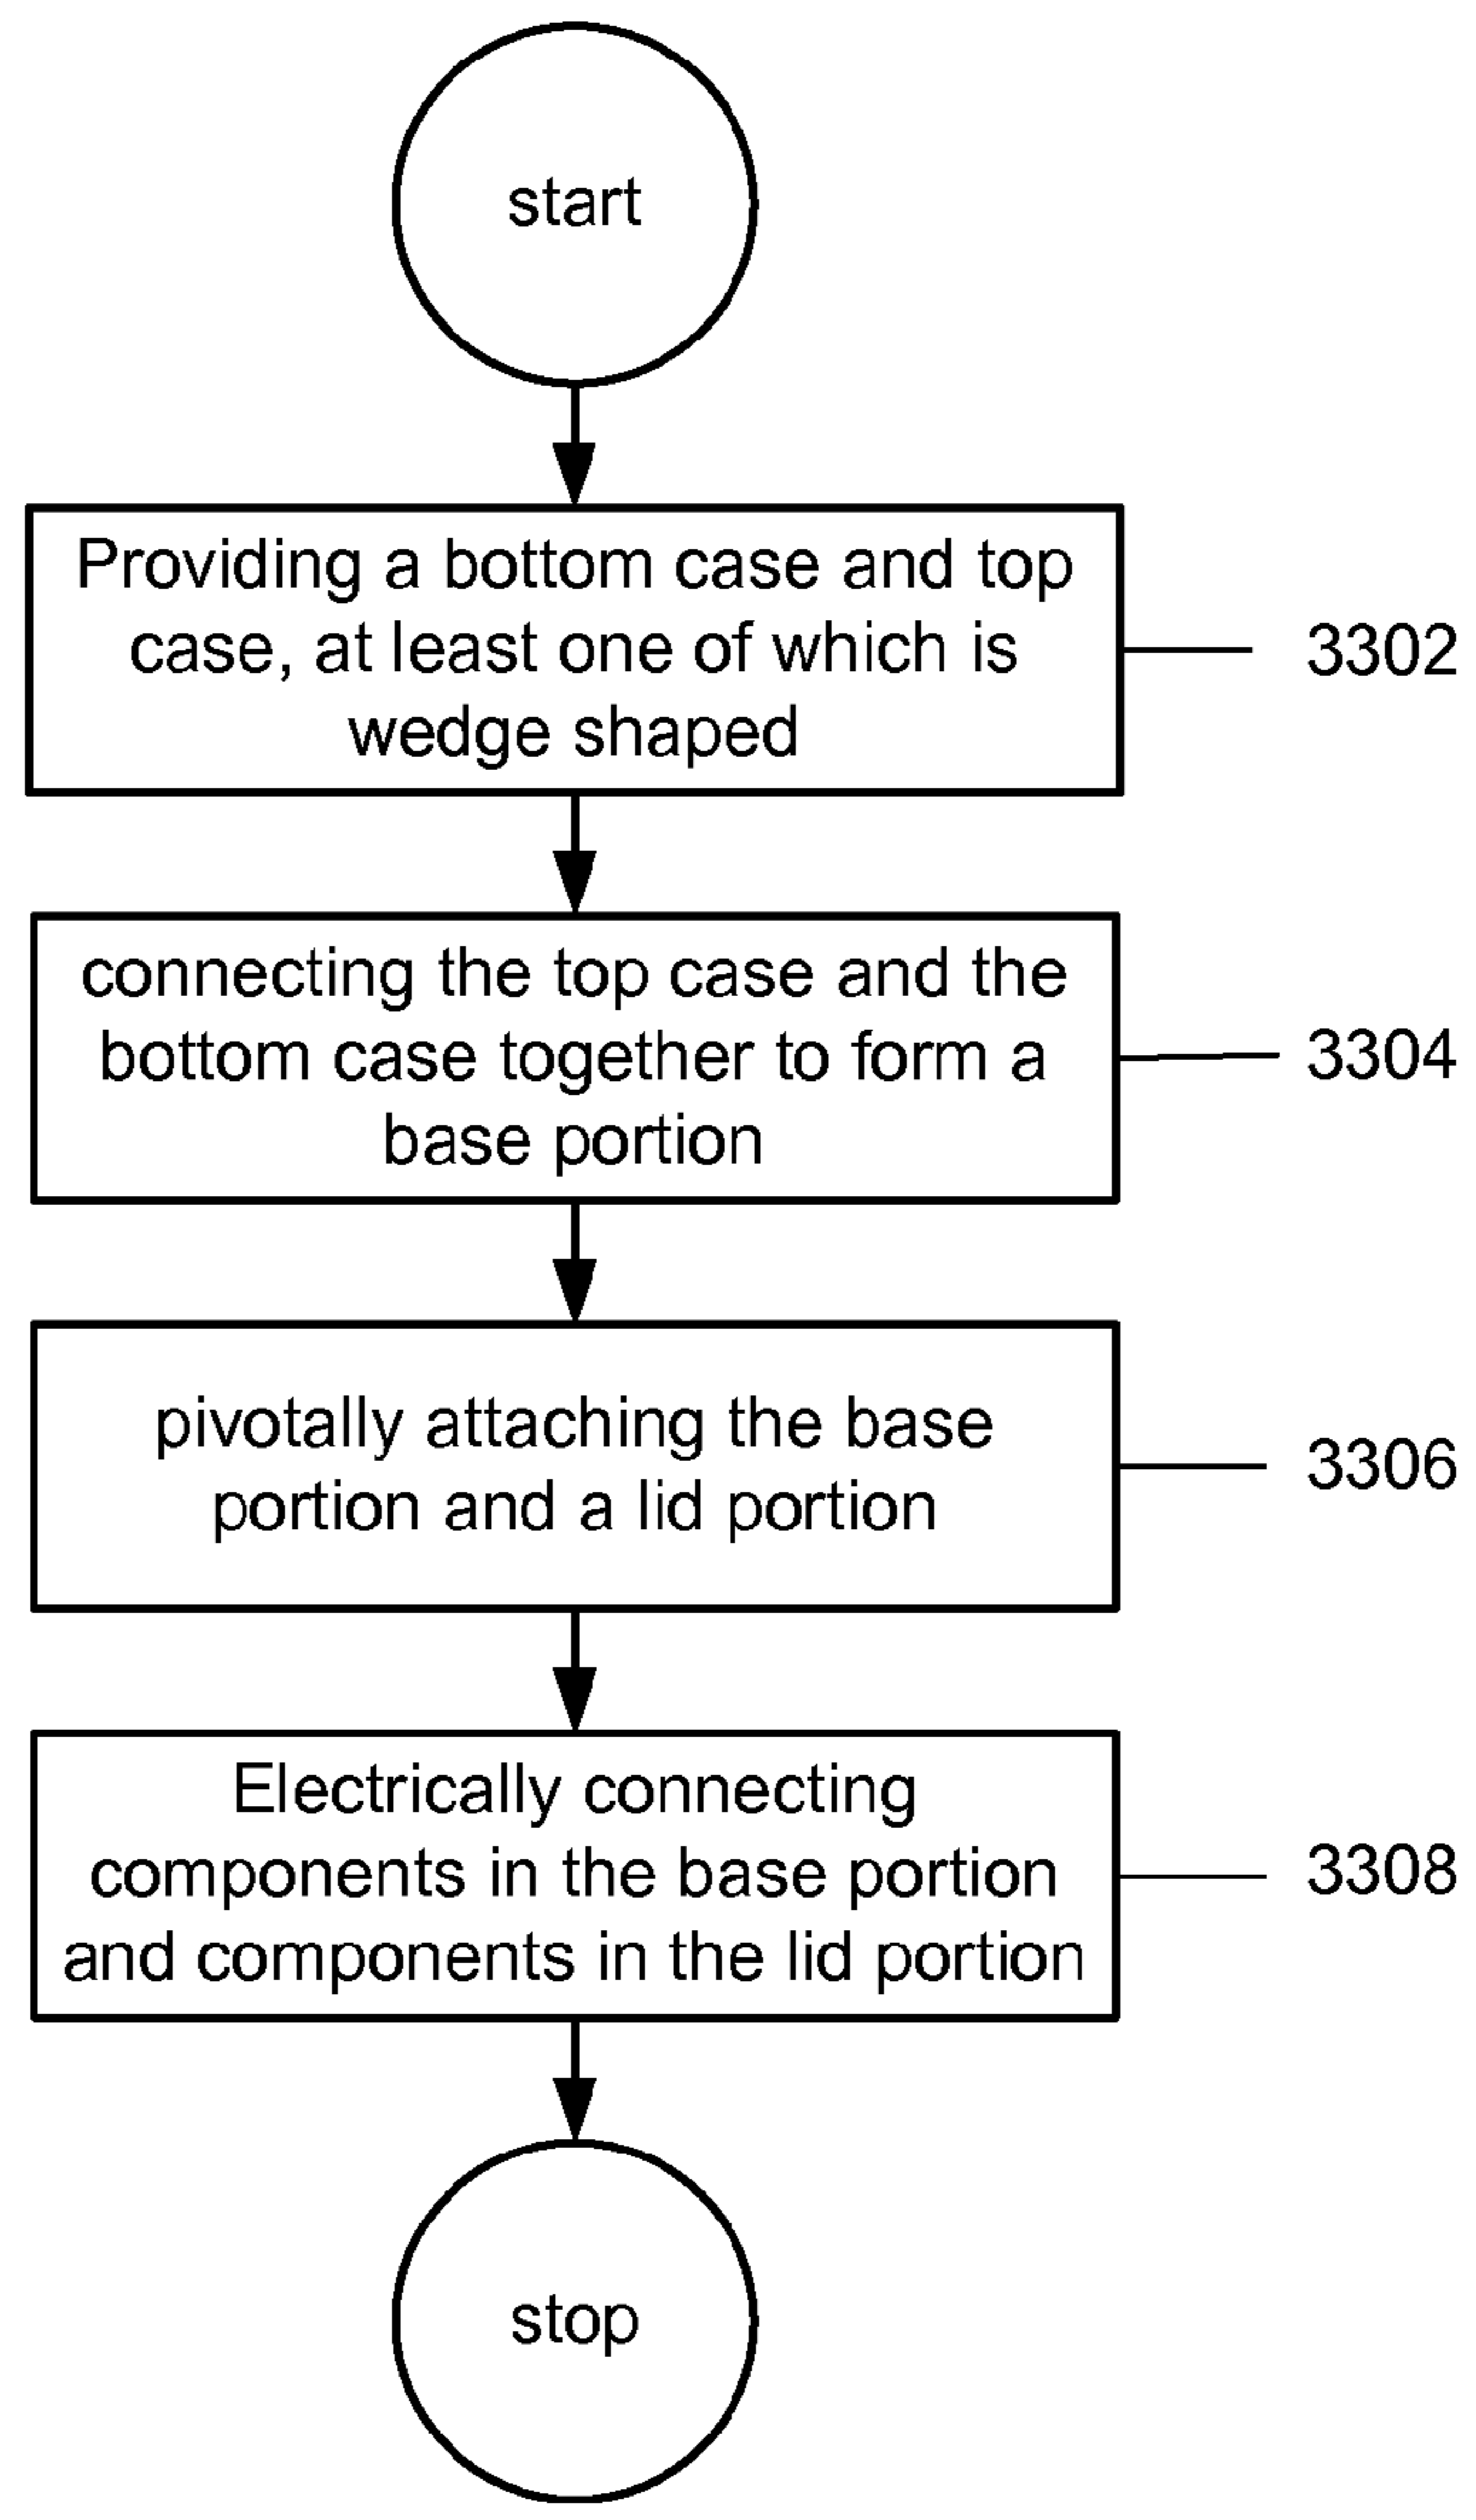 start
Providing a bottom case and top
case, at least one of which is
wedge shaped
3302
connecting the top case and the
bottom case together to form a
base portion
3304
pivotally attaching the base
portion and a lid portion
3306
Electrically connecting
components in the base portion
and components in the lid portion
3308
stop